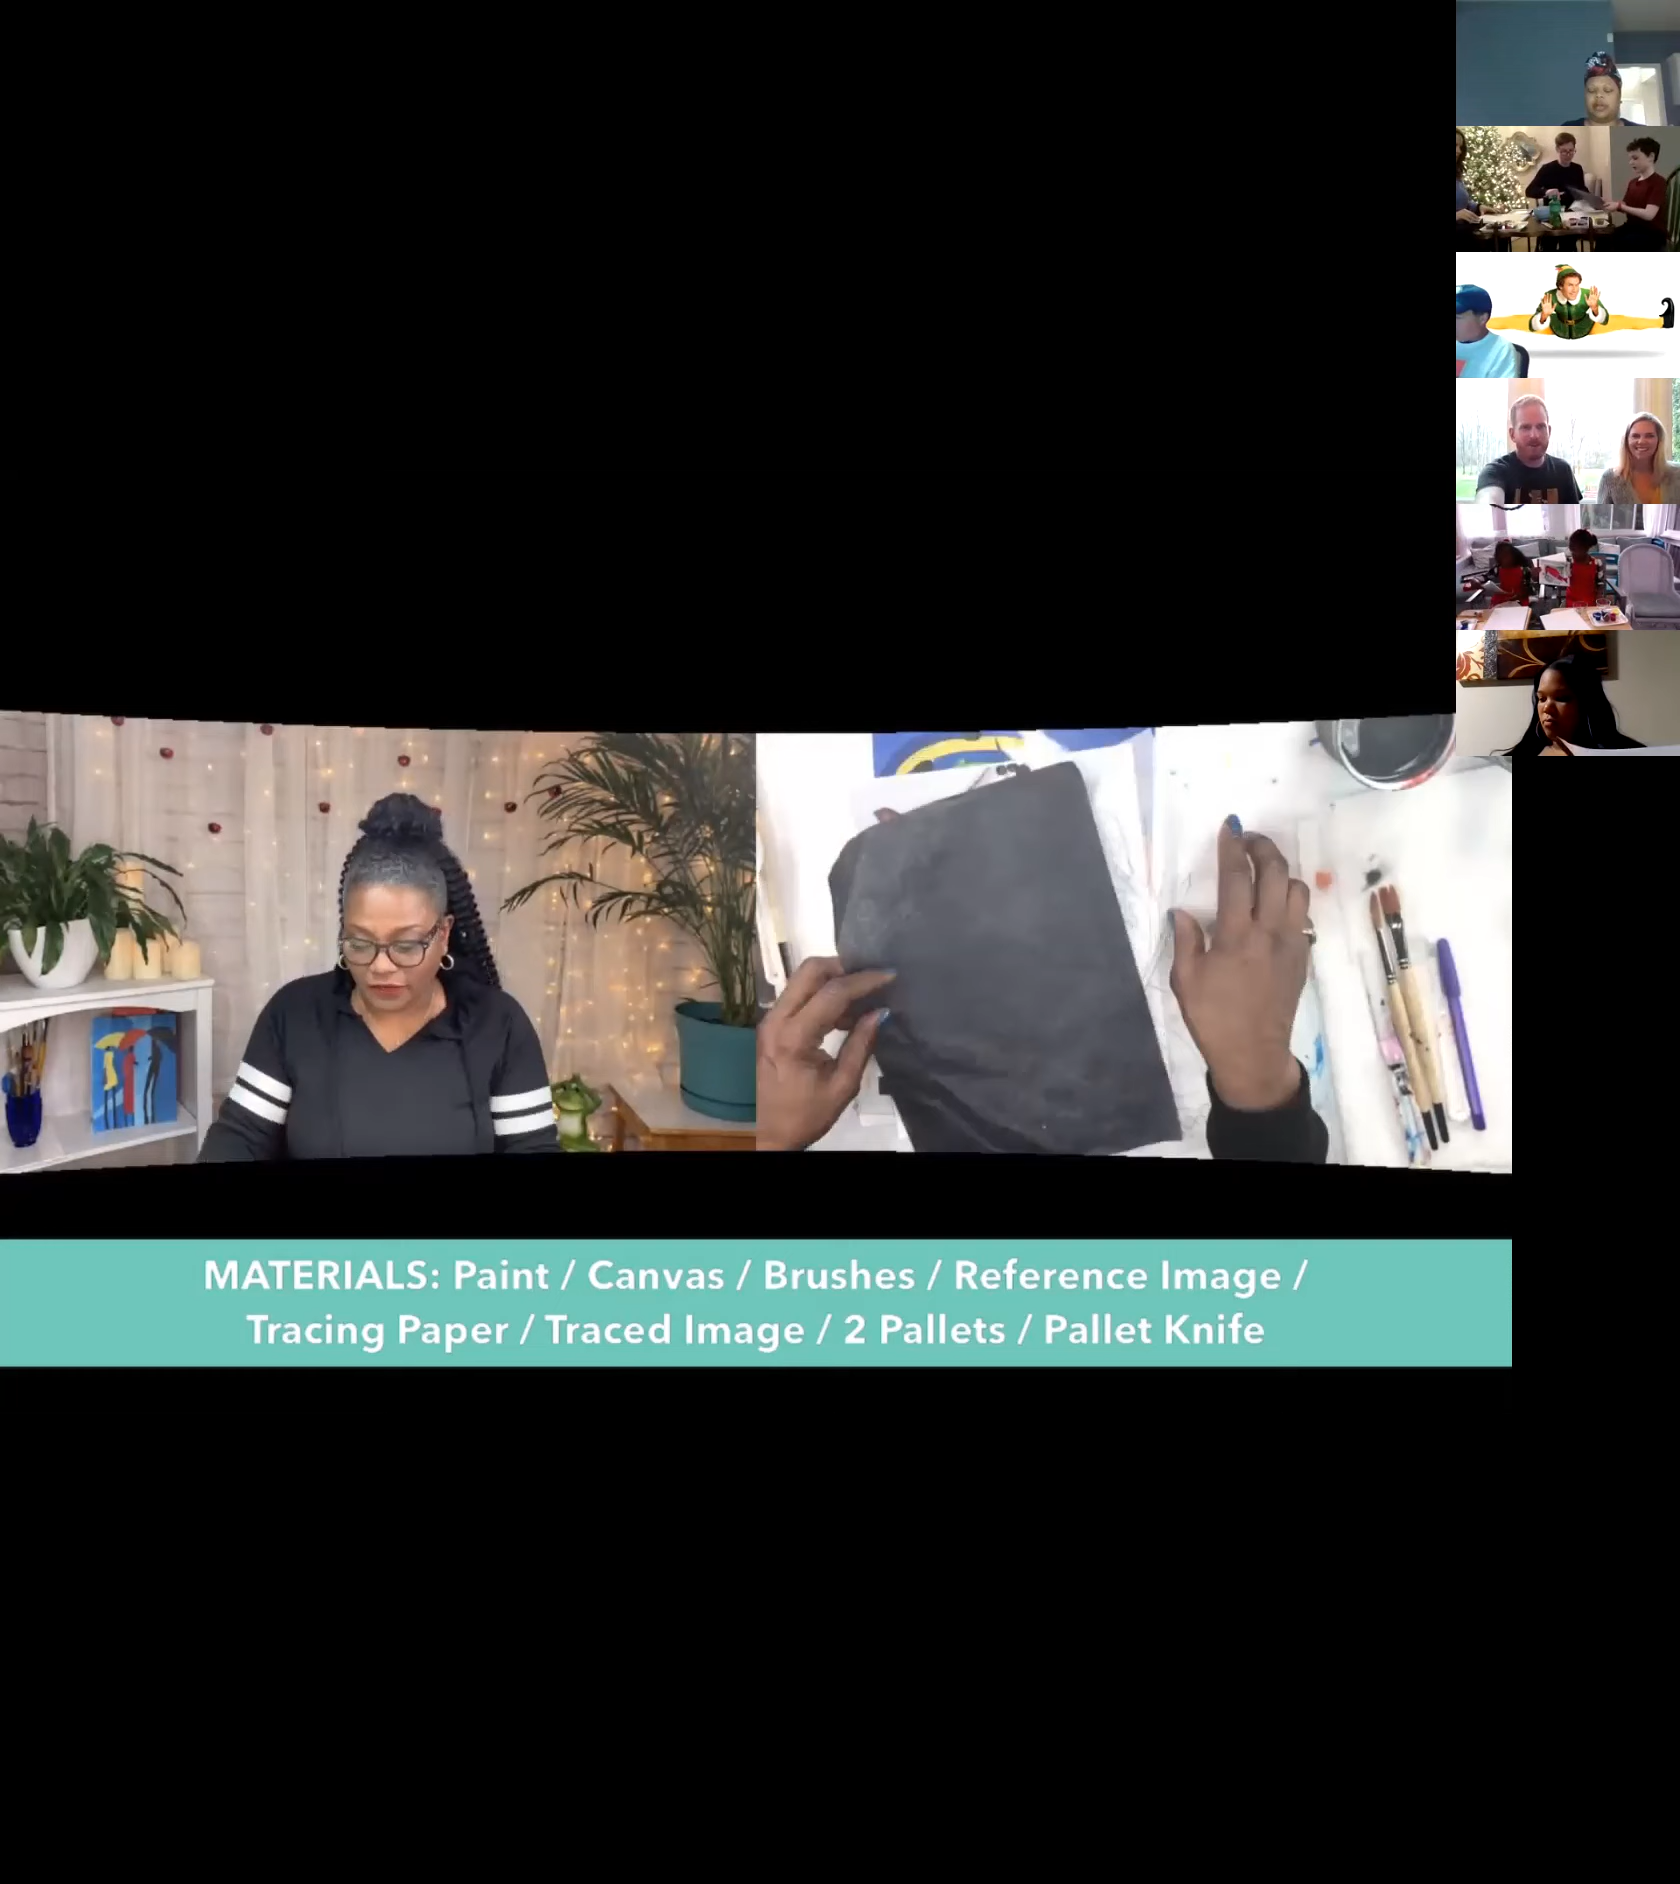 MATERIALS: Paint / Canvas / Brushes / Reference Image /
Tracing Paper / Traced Image / 2 Pallets / Pallet Knife